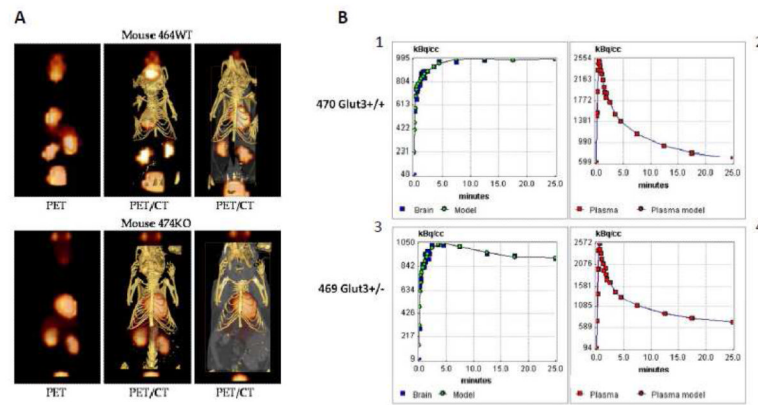 A
Mouse 464WT
PET
PET/CT
PET/CT
Mouse 474KO
PET
PET/CT
PET/CT
B
1
470 Glut3+/+
kBq/cc
995
804
613
422
231
40
0.0
5.0
10.0
15.0
20.0
25.0
minutes
Brain
Model
2
kBq/cc
2554
2163
1772
1381
990
599
0.0
5.0
10.0
15.0
20.0
25.0
minutes
Plasma
Plasma model
3
469 Glut3+/-
kBq/cc
1050
842
634
425
217
9
0.0
5.0
10.0
15.0
20.0
25.0
minutes
Brain
Model
4
kBq/cc
2572
2076
1581
1085
590
94
0.0
5.0
10.0
15.0
20.0
25.0
minutes
Plasma
Plasma model